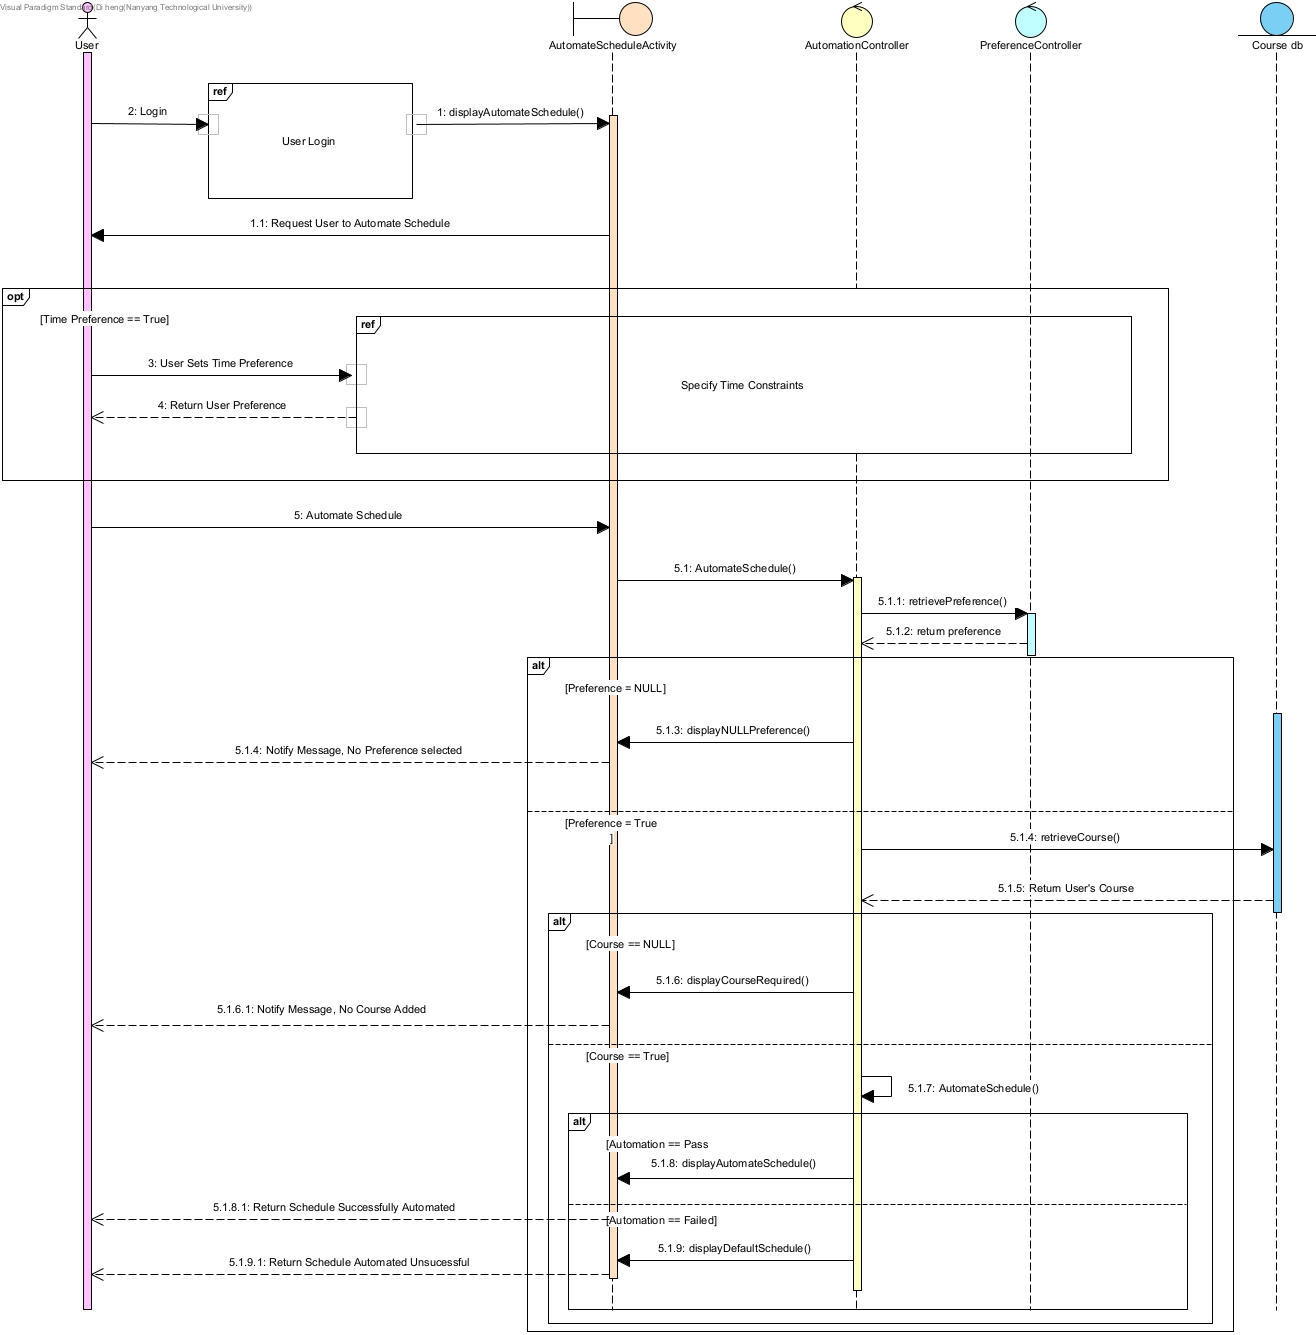 Visual Paradigm Standard(Di heng(Nanyang Technological University))
User
AutomateScheduleActivity
AutomationController
PreferenceController
Course db
ref
2: Login
1: displayAutomateSchedule()
User Login
1.1: Request User to Automate Schedule
opt
[Time Preference == True]
ref
3: User Sets Time Preference
Specify Time Constraints
4: Return User Preference
5: Automate Schedule
5.1: AutomateSchedule()
5.1.1: retrievePreference()
5.1.2: return preference
alt
[Preference = NULL]
5.1.3: displayNULLPreference()
5.1.4: Notify Message, No Preference selected
[Preference = True
]
5.1.4: retrieveCourse()
5.1.5: Return User's Course
alt
[Course == NULL]
5.1.6: displayCourseRequired()
5.1.6.1: Notify Message, No Course Added
[Course == True]
5.1.7: AutomateSchedule()
alt
[Automation == Pass
5.1.8: displayAutomateSchedule()
5.1.8.1: Return Schedule Successfully Automated
[Automation == Failed]
5.1.9: displayDefaultSchedule()
5.1.9.1: Return Schedule Automated Unsucessful